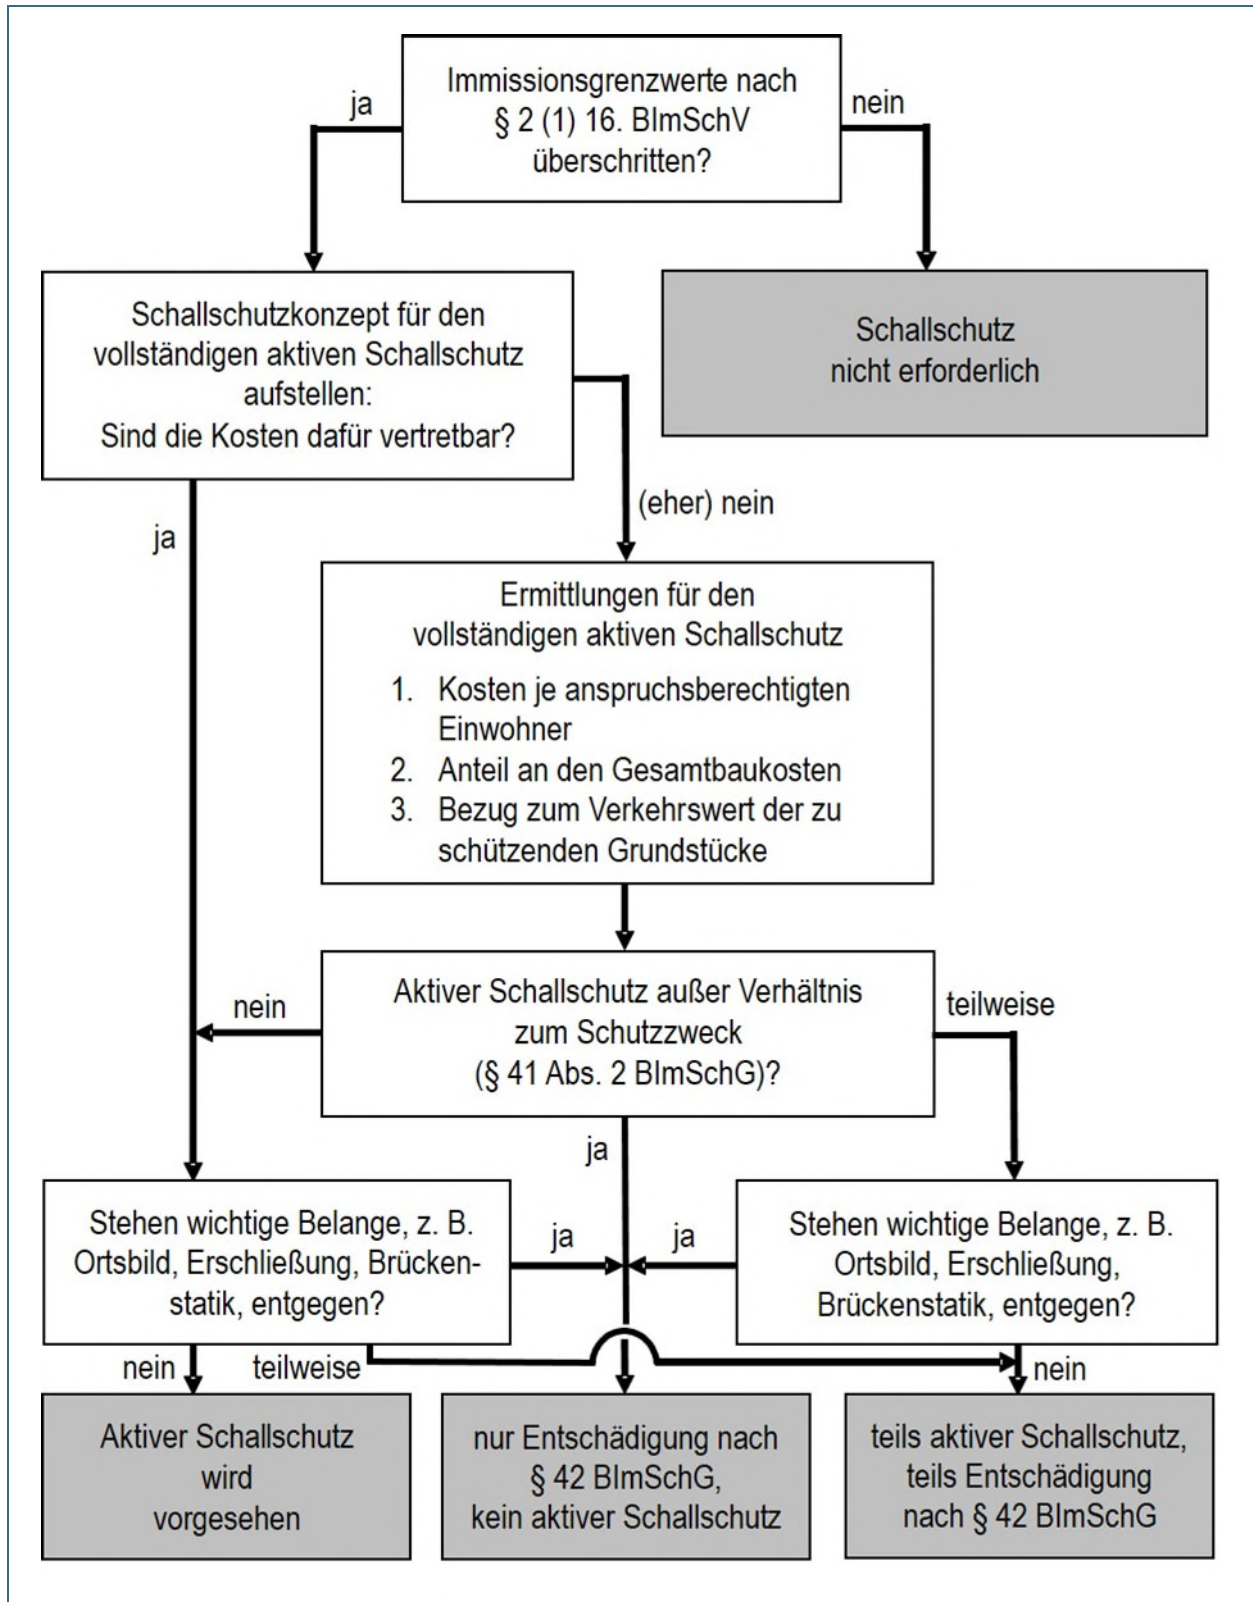 Immissionsgrenzwerte nach
§ 2 (1) 16. BImSchV
überschritten?
ja
nein
Schallschutzkonzept für den
vollständigen aktiven Schallschutz
aufstellen:
Sind die Kosten dafür vertretbar?
Schallschutz
nicht erforderlich
ja
(eher) nein
Ermittlungen für den
vollständigen aktiven Schallschutz
1. Kosten je anspruchsberechtigten
Einwohner
2. Anteil an den Gesamtbaukosten
3. Bezug zum Verkehrswert der zu
schützenden Grundstücke
nein
Aktiver Schallschutz außer Verhältnis
zum Schutzzweck
(§ 41 Abs. 2 BImSchG)?
teilweise
ja
Stehen wichtige Belange, z. B.
Ortsbild, Erschließung, Brücken-
statik, entgegen?
ja
ja
Stehen wichtige Belange, z. B.
Ortsbild, Erschließung,
Brückenstatik, entgegen?
nein
teilweise
nein
Aktiver Schallschutz
wird
vorgesehen
nur Entschädigung nach
§ 42 BImSchG,
kein aktiver Schallschutz
teils aktiver Schallschutz,
teils Entschädigung
nach § 42 BImSchG